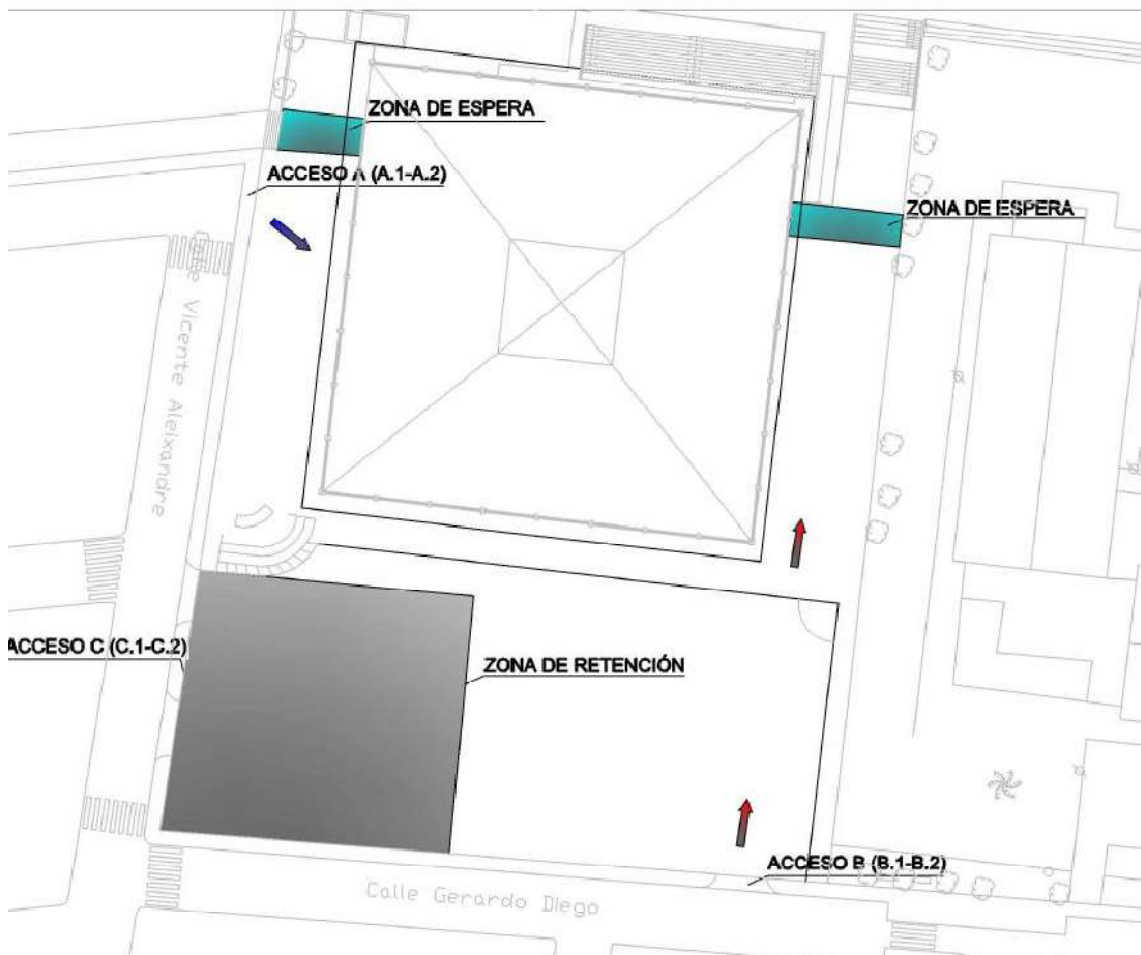 ZONA DE ESPERA
ACCESO A (A.1-A.2)
ZONA DE ESPERA
Calle Vicente Aleixandre
ACCESO C (C.1-C.2)
ZONA DE RETENCIÓN
ACCESO B (B.1-B.2)
Calle Gerardo Diego